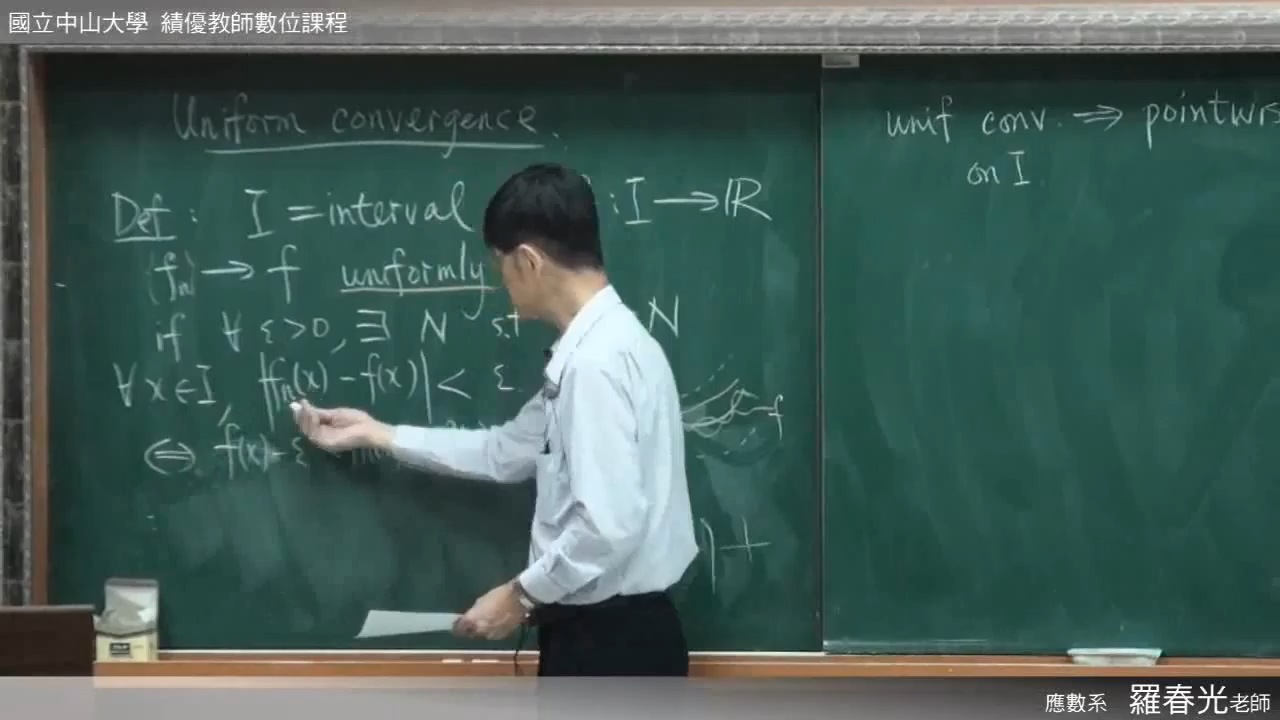 國立中山大學 績優教師數位課程
Uniform convergence.
Def: I = interval : I → ℝ
(fn) → f uniformly
if ∀ ε>0, ∃ N s.t N
∀ x ∈ I, |fn(x) - f(x)| < ε
f
⇔ f(x) - ε
unif conv. ⇒ pointwis
on I
應數系 羅春光老師